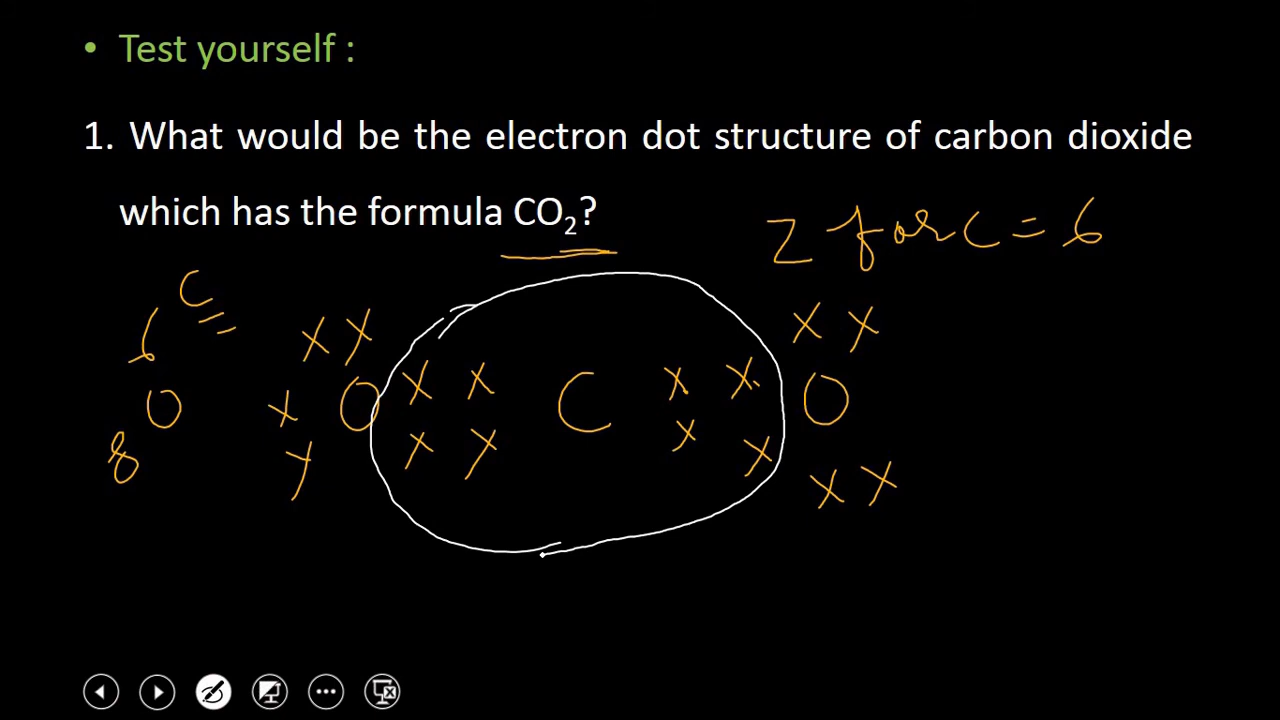 • Test yourself :
1. What would be the electron dot structure of carbon dioxide
which has the formula CO₂?
Z for C = 6
C
6
x x x x
x x C x x
O x O O
8 x x x x x
x x